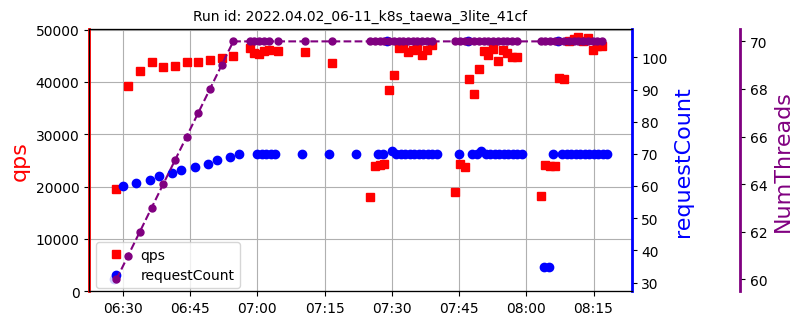 Run id: 2022.04.02_06-11_k8s_taewa_3lite_41cf
50000
40000
30000
20000
10000
0
qps
qps
requestCount
06:30 06:45 07:00 07:15 07:30 07:45 08:00 08:15
100
90
80
70
60
50
40
30
requestCount
70
68
66
64
62
60
NumThreads